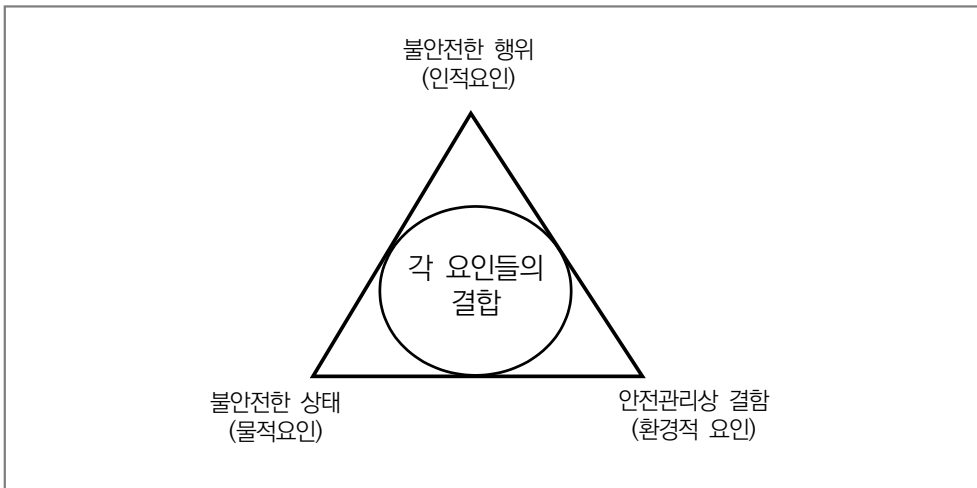 불안전한 행위
(인적요인)
각 요인들의
결합
불안전한 상태
(물적요인)
안전관리상 결함
(환경적 요인)